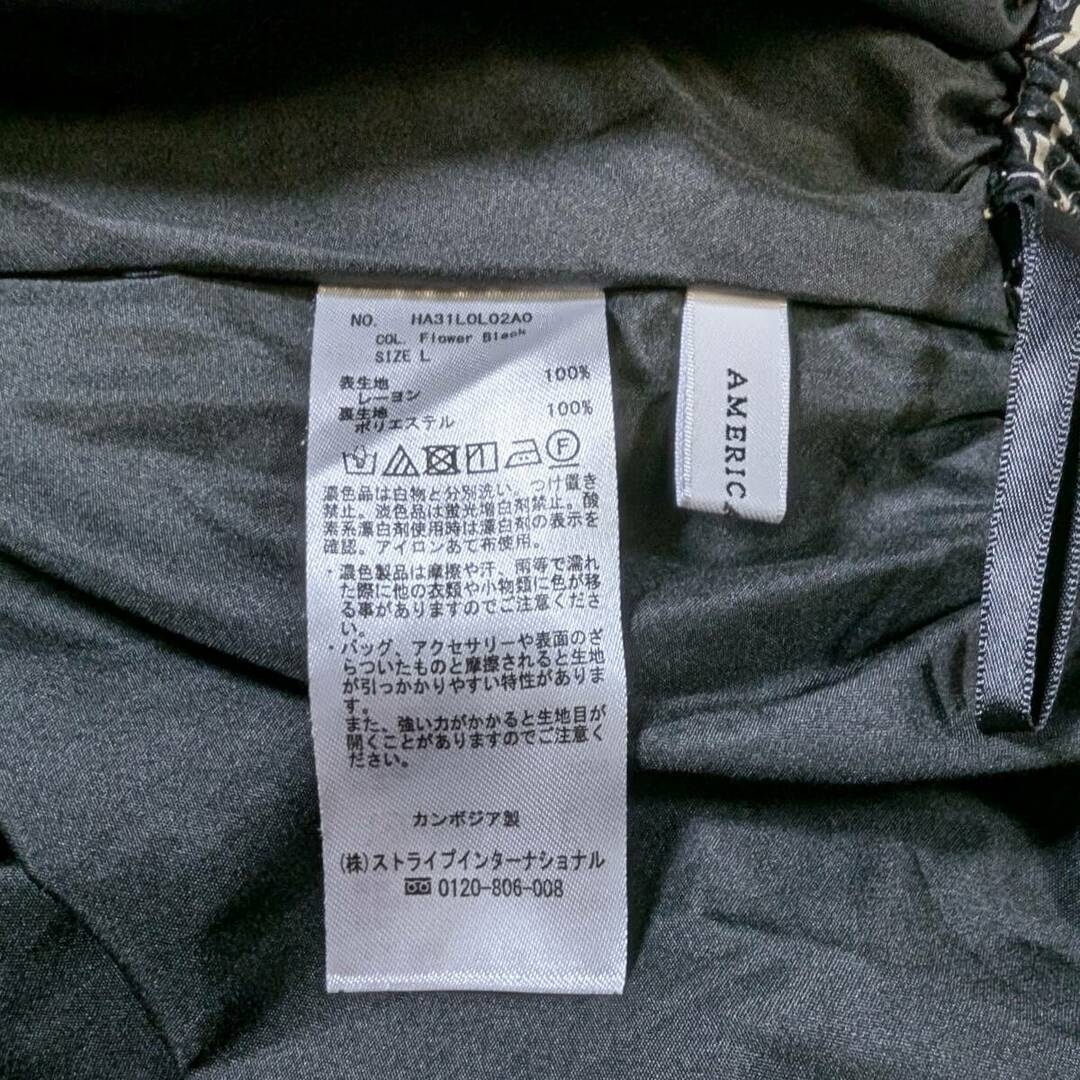 NO. HA31L0L02A0
COL. Flower Black
SIZE L
表生地
レーヨン 100%
裏生地
ポリエステル 100%
F
濃色品は白物と分別洗い。つけ置き
禁止。淡色品は蛍光増白剤禁止。酸
素系漂白剤使用時は漂白剤の表示を
確認。アイロンあて布使用。
・濃色製品は摩擦や汗、雨等で濡れ
た際に他の衣類や小物類に色が移
る事がありますのでご注意くださ
い。
・バッグ、アクセサリーや表面のざ
らついたものと摩擦されると生地
が引っかかりやすい特性がありま
す。
また、強い力がかかると生地目が
開くことがありますのでご注意く
ださい。
カンボジア製
(株)ストライプインターナショナル
0120-806-008
AMERIC